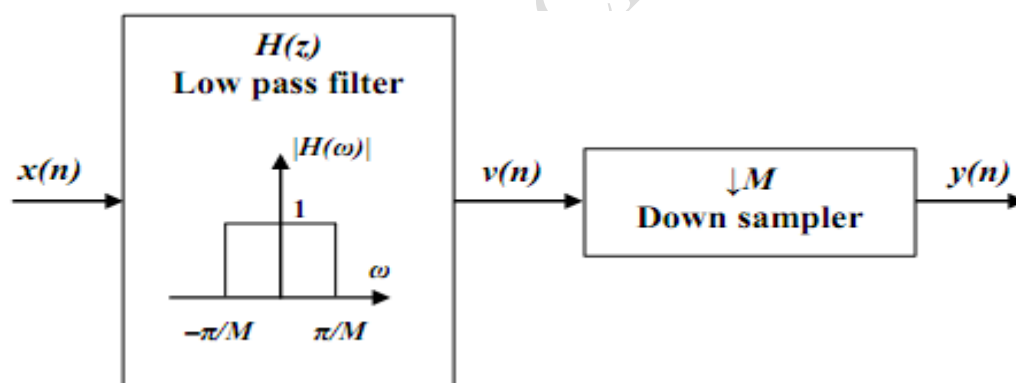 H(z)
Low pass filter
x(n)
|H(ω)|
1
ω
–π/M π/M
v(n)
↓M
Down sampler
y(n)